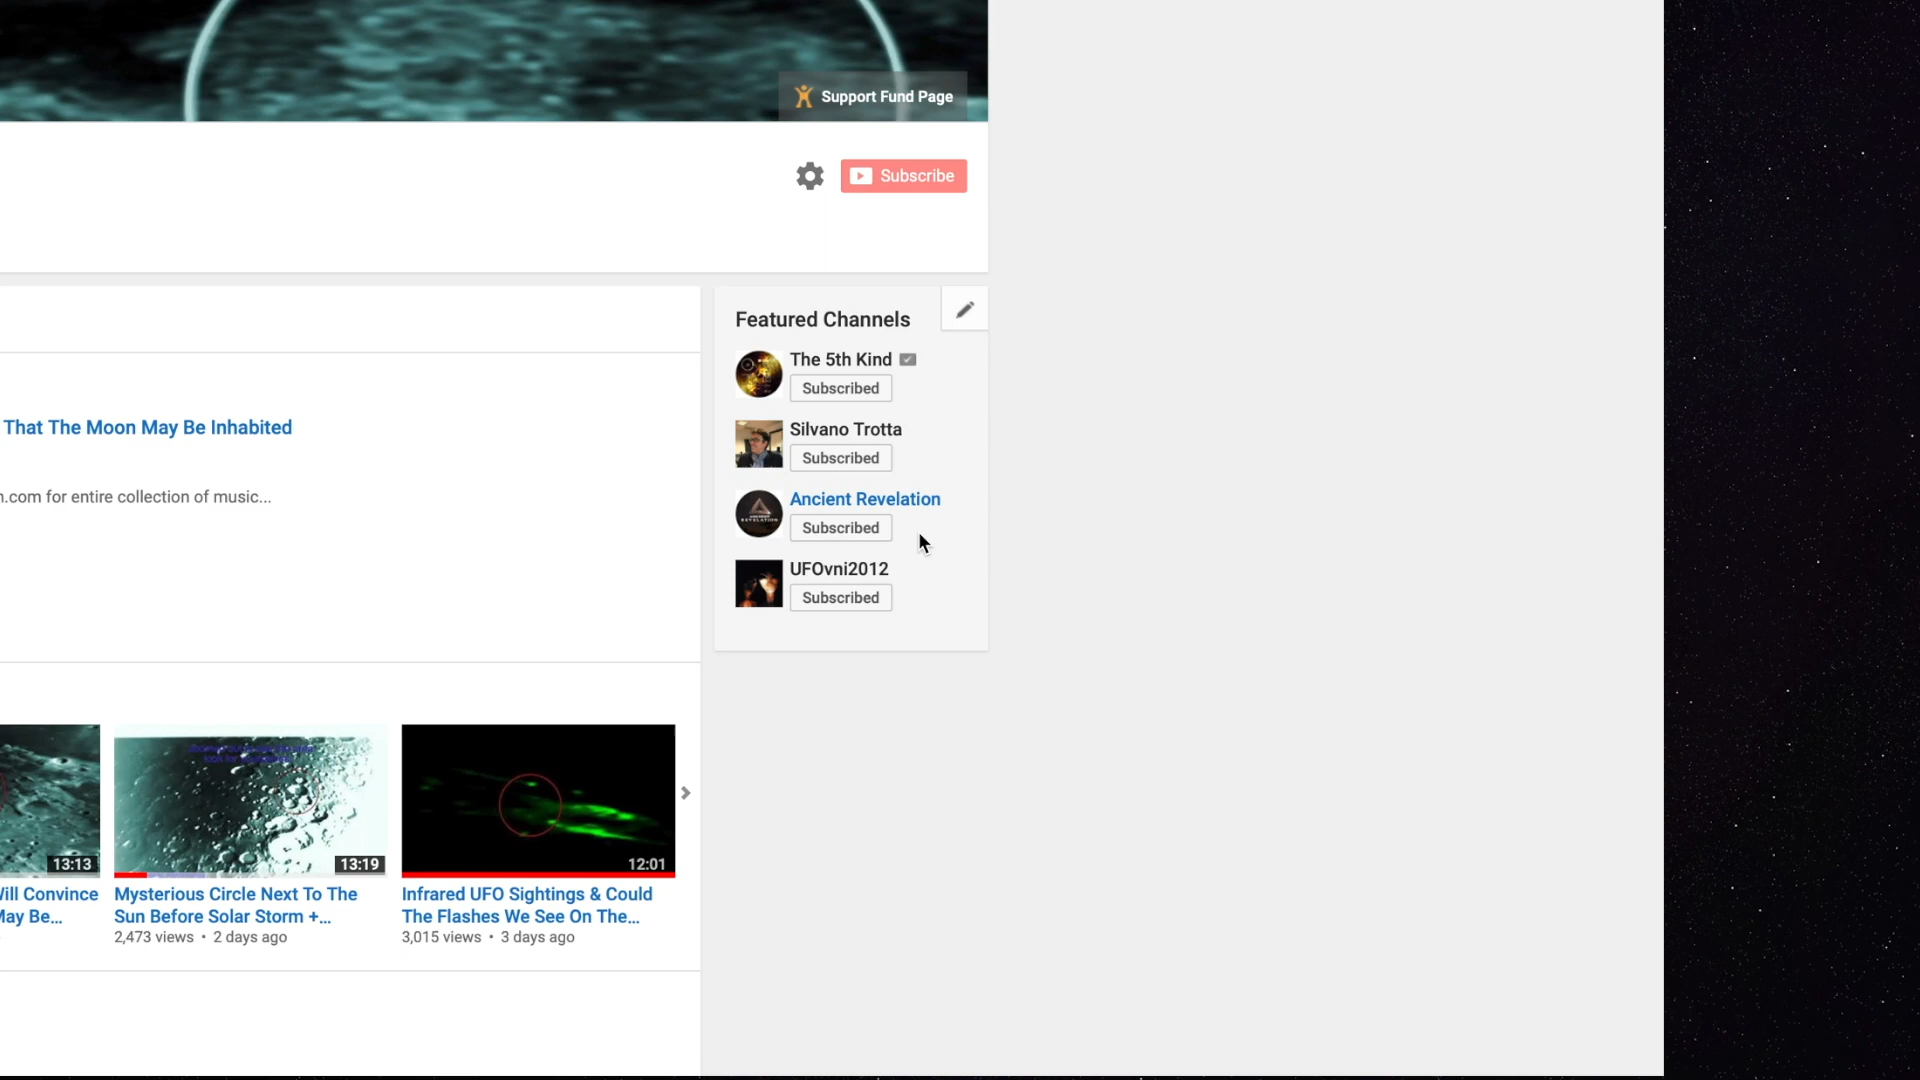 Support Fund Page
Subscribe
Featured Channels
The 5th Kind
Subscribed
Silvano Trotta
Subscribed
Ancient Revelation
Subscribed
UFOvni2012
Subscribed
That The Moon May Be Inhabited
.com for entire collection of music...
13:13
ill Convince
ay Be...
13:19
Mysterious Circle Next To The
Sun Before Solar Storm +...
2,473 views • 2 days ago
12:01
Infrared UFO Sightings & Could
The Flashes We See On The...
3,015 views • 3 days ago